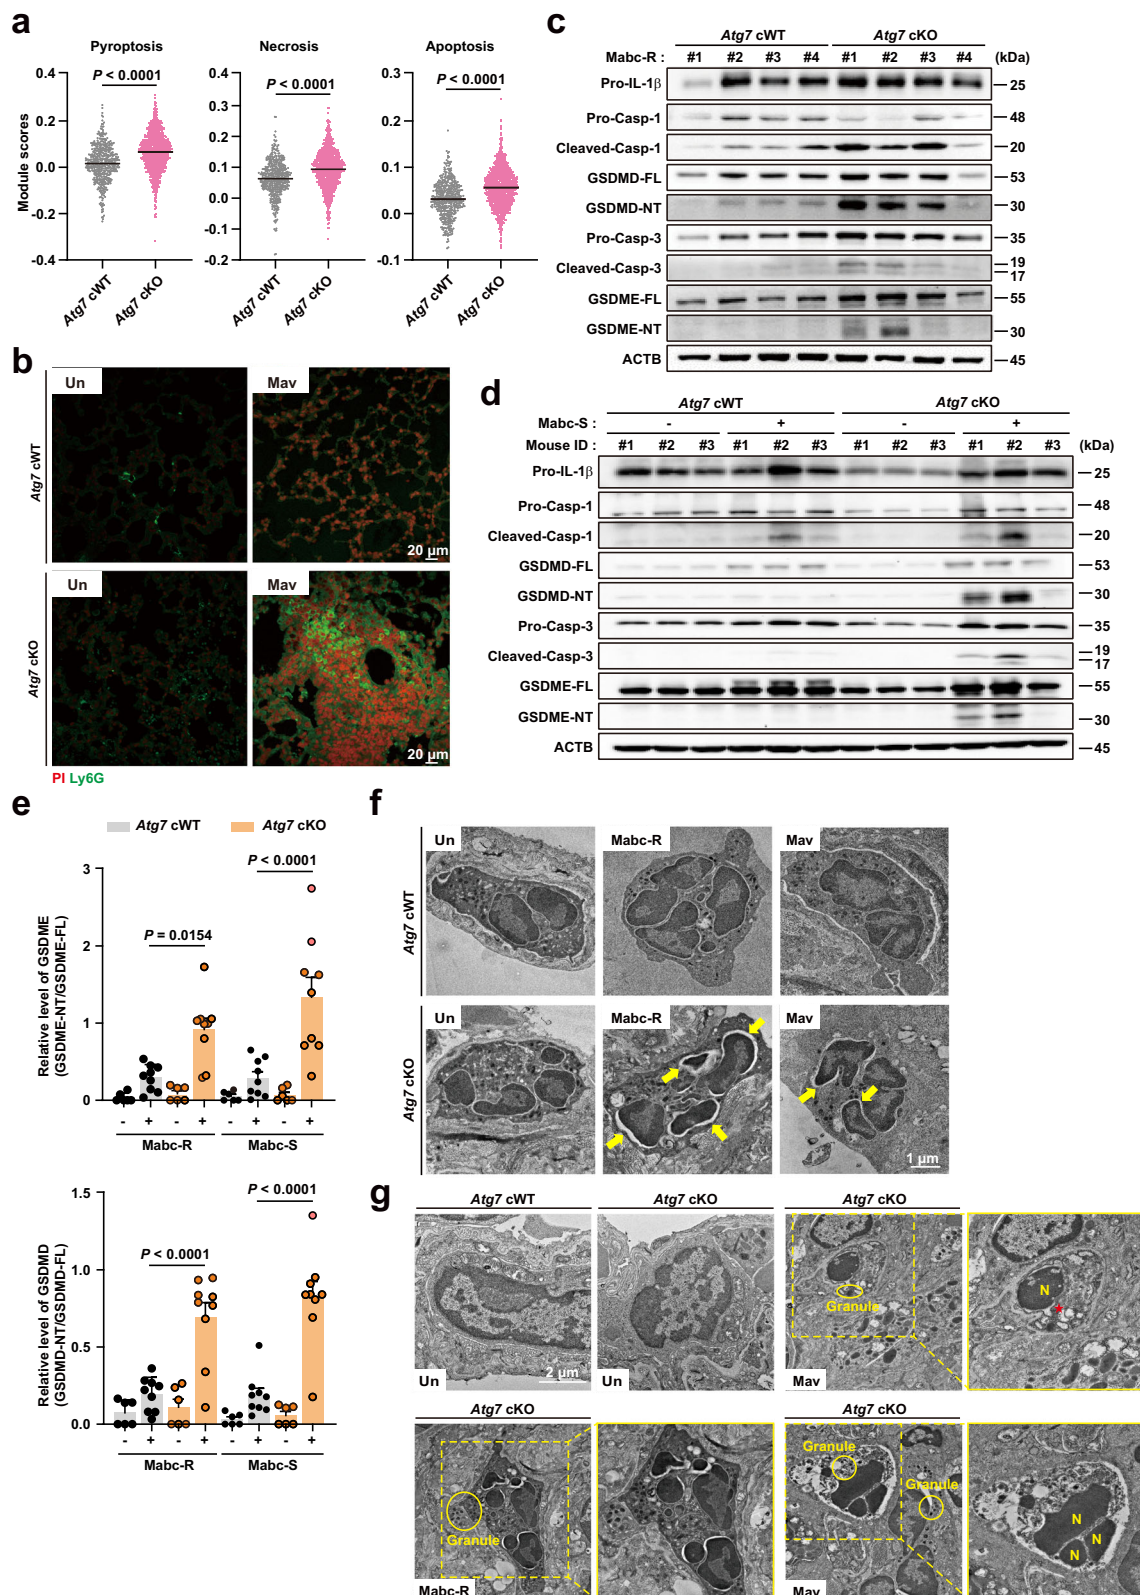 a
Pyroptosis
Necrosis
Apoptosis
P < 0.0001
P < 0.0001
P < 0.0001
Module scores
0.4
0.2
0.0
-0.2
-0.4
0.4
0.3
0.2
0.1
0.0
-0.1
-0.2
0.3
0.2
0.1
0.0
-0.1
Atg7 cWT
Atg7 cKO
Atg7 cWT
Atg7 cKO
Atg7 cWT
Atg7 cKO
b
Atg7 cWT
Un
Mav
20 µm
Atg7 cKO
Un
Mav
20 µm
PI Ly6G
c
Atg7 cWT
Atg7 cKO
Mabc-R : #1 #2 #3 #4 #1 #2 #3 #4 (kDa)
Pro-IL-1β 25
Pro-Casp-1 48
Cleaved-Casp-1 20
GSDMD-FL 53
GSDMD-NT 30
Pro-Casp-3 35
Cleaved-Casp-3 19
17
GSDME-FL 55
GSDME-NT 30
ACTB 45
d
Atg7 cWT
Atg7 cKO
Mabc-S : - + - +
Mouse ID : #1 #2 #3 #1 #2 #3 #1 #2 #3 #1 #2 #3 (kDa)
Pro-IL-1β 25
Pro-Casp-1 48
Cleaved-Casp-1 20
GSDMD-FL 53
GSDMD-NT 30
Pro-Casp-3 35
Cleaved-Casp-3 19
17
GSDME-FL 55
GSDME-NT 30
ACTB 45
e
Atg7 cWT
Atg7 cKO
Relative level of GSDME
(GSDME-NT/GSDME-FL)
3
2
1
0
P = 0.0154
P < 0.0001
- + - + - + - +
Mabc-R
Mabc-S
Relative level of GSDMD
(GSDMD-NT/GSDMD-FL)
1.5
1.0
0.5
0.0
P < 0.0001
P < 0.0001
- + - + - + - +
Mabc-R
Mabc-S
f
Atg7 cWT
Un
Mabc-R
Mav
Atg7 cKO
Un
Mabc-R
Mav
1 µm
g
Atg7 cWT
Atg7 cKO
Atg7 cKO
Un
2 µm
Un
Granule
Mav
N
Atg7 cKO
Atg7 cKO
Granule
Mabc-R
Granule
Granule
Mav
N
N
N